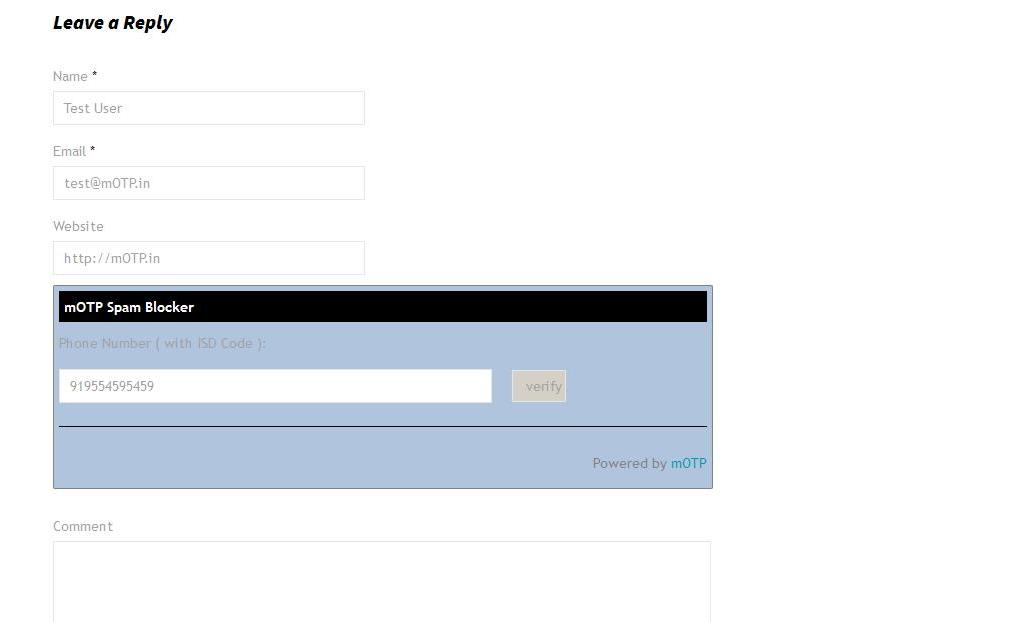 Leave a Reply
Name *
Test User
Email *
test@mOTP.in
Website
http://mOTP.in
mOTP Spam Blocker
Phone Number ( with ISD Code ):
919554595459
verify
Powered by mOTP
Comment